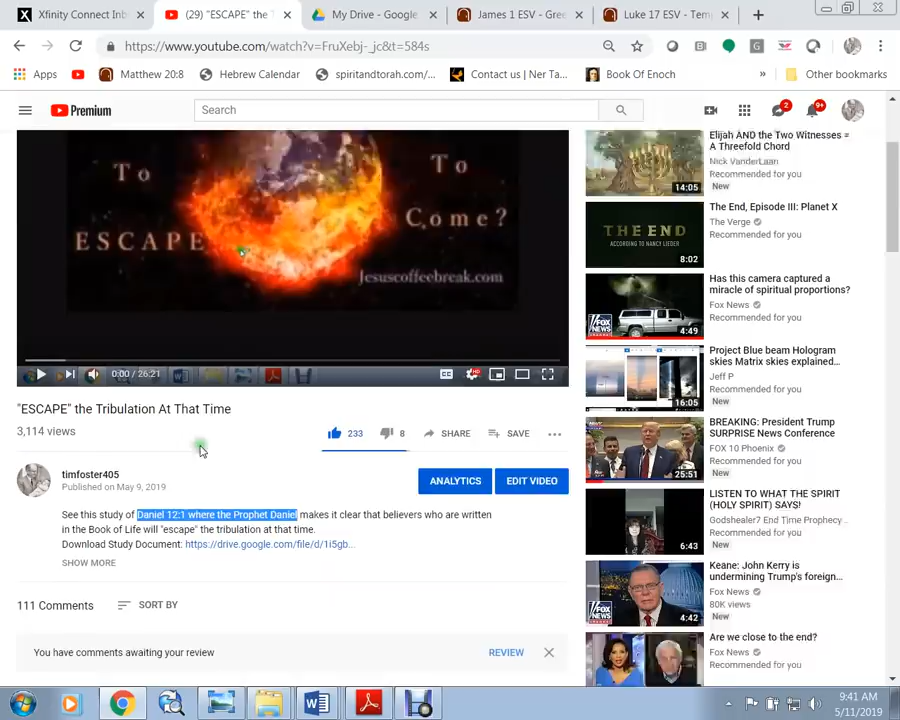 Xfinity Connect Inb
(29) "ESCAPE" the T
My Drive - Google
James 1 ESV - Gree
Luke 17 ESV - Tem
https://www.youtube.com/watch?v=FruXebj-_jc&t=584s
Apps
Matthew 20:8
Hebrew Calendar
spiritandtorah.com/...
Contact us | Ner Ta...
Book Of Enoch
»
Other bookmarks
Premium
Search
2
9+
To
To
ESCAPE
Come?
Jesuscoffeebreak.com
0:00 / 26:21
CC
HD
"ESCAPE" the Tribulation At That Time
3,114 views
233
8
SHARE
SAVE
timfoster405
Published on May 9, 2019
ANALYTICS
EDIT VIDEO
See this study of Daniel 12:1 where the Prophet Daniel makes it clear that believers who are written
in the Book of Life will "escape" the tribulation at that time.
Download Study Document: https://drive.google.com/file/d/1i5gb...
SHOW MORE
111 Comments
SORT BY
You have comments awaiting your review
REVIEW
Elijah AND the Two Witnesses =
A Threefold Chord
Nick VanderLaan
Recommended for you
New
14:05
The End, Episode III: Planet X
The Verge
Recommended for you
THE END
ACCORDING TO NANCY LIEDER
8:02
Has this camera captured a
miracle of spiritual proportions?
Fox News
Recommended for you
4:49
Project Blue beam Hologram
skies Matrix skies explained...
Jeff P
Recommended for you
New
16:05
BREAKING: President Trump
SURPRISE News Conference
FOX 10 Phoenix
Recommended for you
New
25:51
LISTEN TO WHAT THE SPIRIT
(HOLY SPIRIT) SAYS!
Godshealer7 End Time Prophecy
Recommended for you
New
6:43
Keane: John Kerry is
undermining Trump's foreign...
Fox News
80K views
New
4:42
Are we close to the end?
Fox News
Recommended for you
9:41 AM
5/11/2019